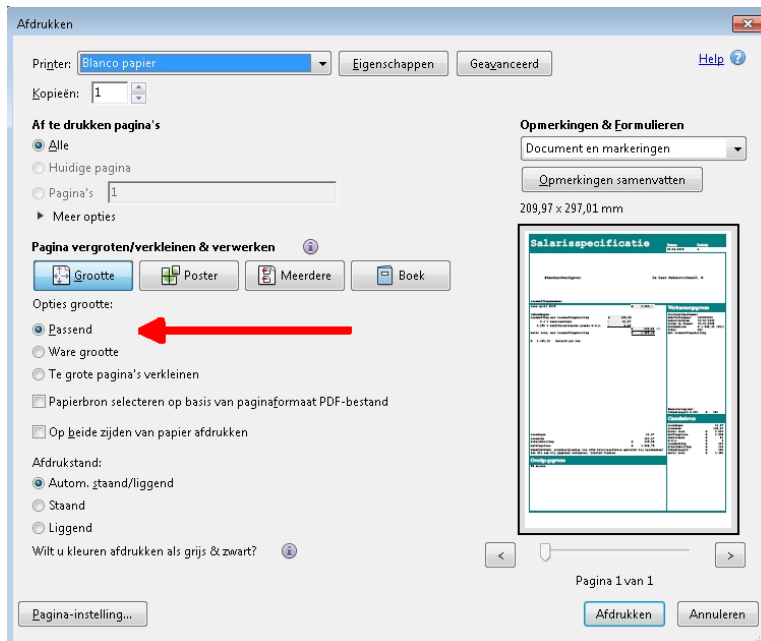 Afdrukken
Printer: Blanco papier Eigenschappen Geavanceerd Help
Kopieën: 1
Af te drukken pagina's
Alle
Huidige pagina
Pagina's 1
Meer opties
Pagina vergroten/verkleinen & verwerken
Grootte Poster Meerdere Boek
Opties grootte:
Passend
Ware grootte
Te grote pagina's verkleinen
Papierbron selecteren op basis van paginaformaat PDF-bestand
Op beide zijden van papier afdrukken
Afdrukstand:
Autom. staand/liggend
Staand
Liggend
Wilt u kleuren afdrukken als grijs & zwart?
Opmerkingen & Formulieren
Document en markeringen
Opmerkingen samenvatten
209,97 x 297,01 mm
Salarisspecificatie
Werknemergegevens
Cumulatieven
Overige gegevens
< >
Pagina 1 van 1
Pagina-instelling... Afdrukken Annuleren